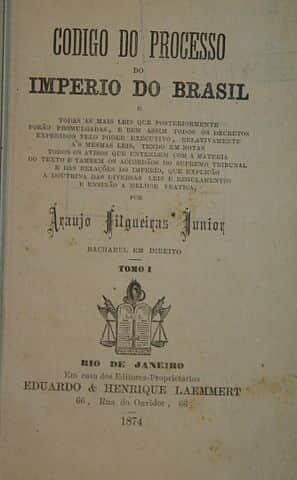 CODIGO DO PROCESSO
DO
IMPERIO DO BRASIL
E
TODAS AS MAIS LEIS QUE POSTERIORMENTE
FORÃO PROMULGADAS, E BEM ASSIM TODOS OS DECRETOS
EXPEDIDOS PELO PODER EXECUTIVO, RELATIVAMENTE
A'S MESMAS LEIS, TENDO EM NOTAS
TODOS OS AVISOS QUE ENTENDEM COM A MATERIA
DO TEXTO E TAMBEM OS ACCORDÃOS DO SUPREMO TRIBUNAL
E DAS RELAÇÕES DO IMPERIO, QUE EXPLICÃO
A DOUTRINA DAS DIVERSAS LEIS E REGULAMENTOS
E ENSINÃO A MELHOR PRATICA,
POR
Araujo Filgueiras Junior
BACHAREL EM DIREITO
TOMO I
RIO DE JANEIRO
Em casa dos Editores-Proprietarios
EDUARDO & HENRIQUE LAEMMERT
66, Rua do Ouvidor, 66
1874